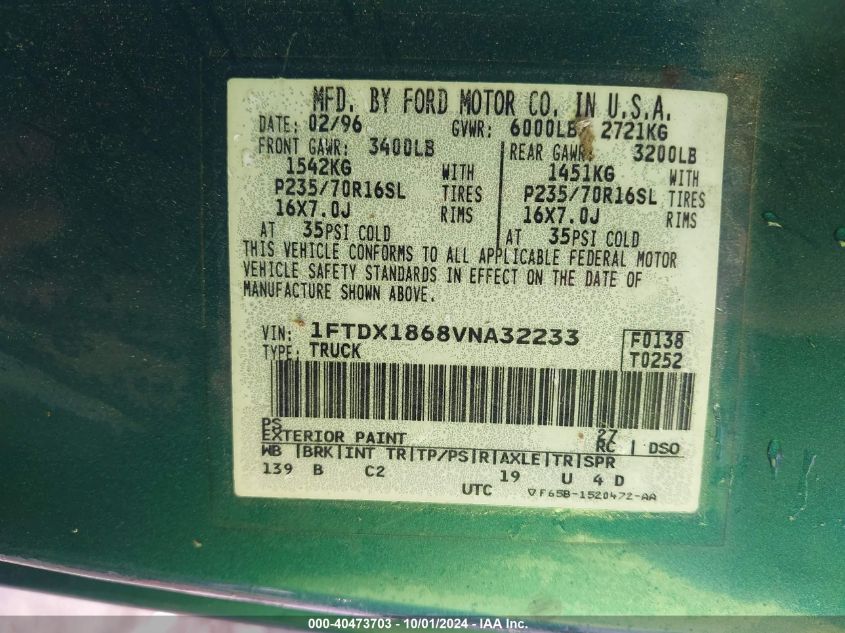 MFD. BY FORD MOTOR CO. IN U.S.A.
DATE: 02/96 GVWR: 6000LB 2721KG
FRONT GAWR: 3400LB REAR GAWR: 3200LB
1542KG WITH 1451KG WITH
P235/70R16SL TIRES P235/70R16SL TIRES
16X7.0J RIMS 16X7.0J RIMS
AT 35PSI COLD AT 35PSI COLD
THIS VEHICLE CONFORMS TO ALL APPLICABLE FEDERAL MOTOR
VEHICLE SAFETY STANDARDS IN EFFECT ON THE DATE OF
MANUFACTURE SHOWN ABOVE.
VIN: 1FTDX1868VNA32233 F0138
TYPE: TRUCK T0252
PS 27
EXTERIOR PAINT RC DSO
WB |BRK|INT TR|TP/PS|R|AXLE|TR|SPR
139 B C2 19 U 4 D
UTC ▽F65B-1520472-AA
000-40473703 - 10/01/2024 - IAA Inc.